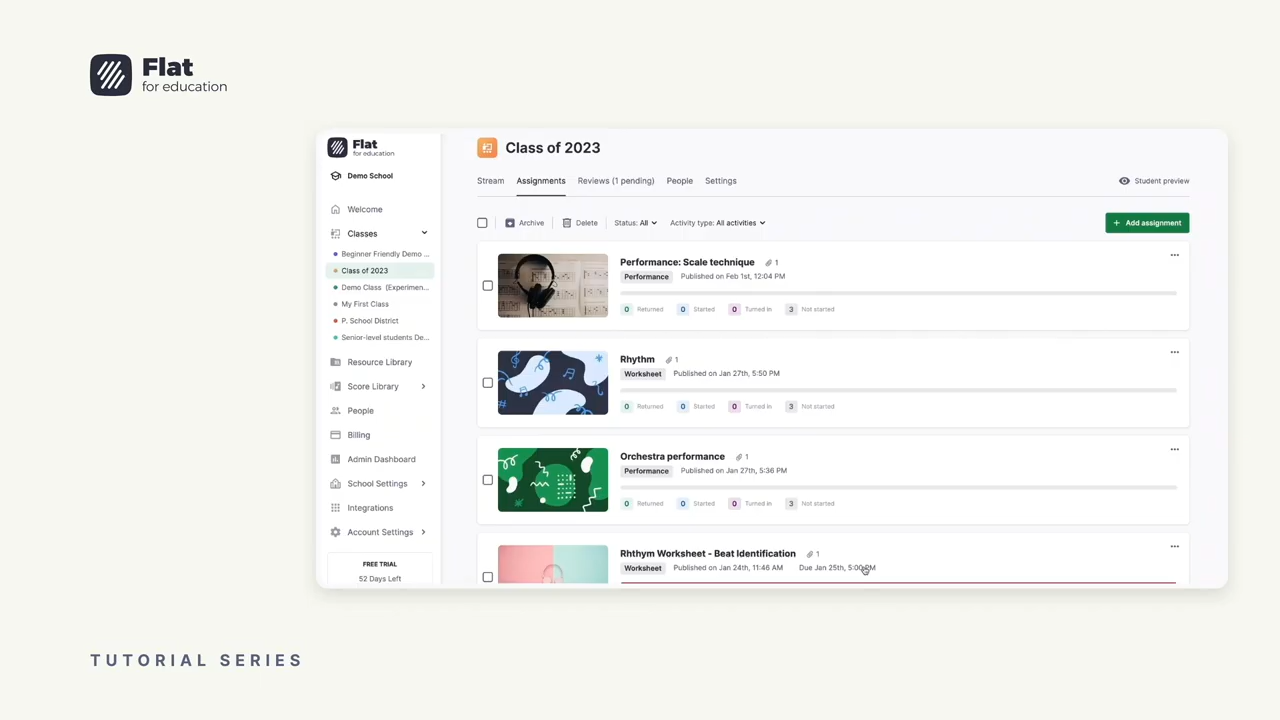 Flat
for education
Flat
for education
Demo School
Welcome
Classes
Beginner Friendly Demo ...
Class of 2023
Demo Class (Experimen...
My First Class
P. School District
Senior-level students De...
Resource Library
Score Library
People
Billing
Admin Dashboard
School Settings
Integrations
Account Settings
FREE TRIAL
52 Days Left
Class of 2023
Stream Assignments Reviews (1 pending) People Settings
Student preview
Archive Delete Status: All Activity type: All activities
+ Add assignment
Performance: Scale technique 1
Performance Published on Feb 1st, 12:04 PM
0 Returned 0 Started 0 Turned in 3 Not started
Rhythm 1
Worksheet Published on Jan 27th, 5:50 PM
0 Returned 0 Started 0 Turned in 3 Not started
Orchestra performance 1
Performance Published on Jan 27th, 5:36 PM
0 Returned 0 Started 0 Turned in 3 Not started
Rhthym Worksheet - Beat Identification 1
Worksheet Published on Jan 24th, 11:46 AM Due Jan 25th, 5:00 PM
TUTORIAL SERIES